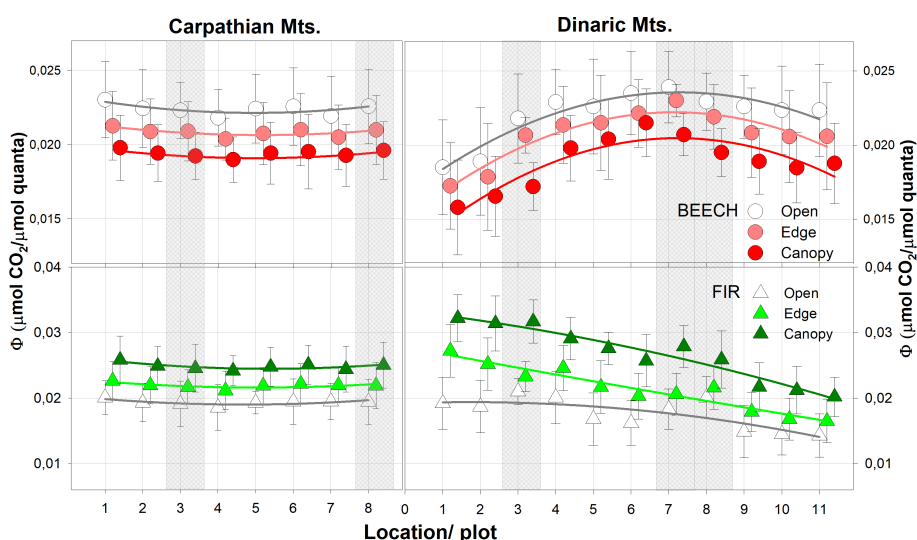 Carpathian Mts. Dinaric Mts.
0,025 0,025
0,020 0,020
0,015 0,015
BEECH Open
Edge
Canopy
Φ (μmol CO2/μmol quanta)
Φ (μmol CO2/μmol quanta)
0,04 0,04
FIR Open
Edge
Canopy
0,03 0,03
0,02 0,02
0,01 0,01
1 2 3 4 5 6 7 8 0 1 2 3 4 5 6 7 8 9 10 11
Location/ plot